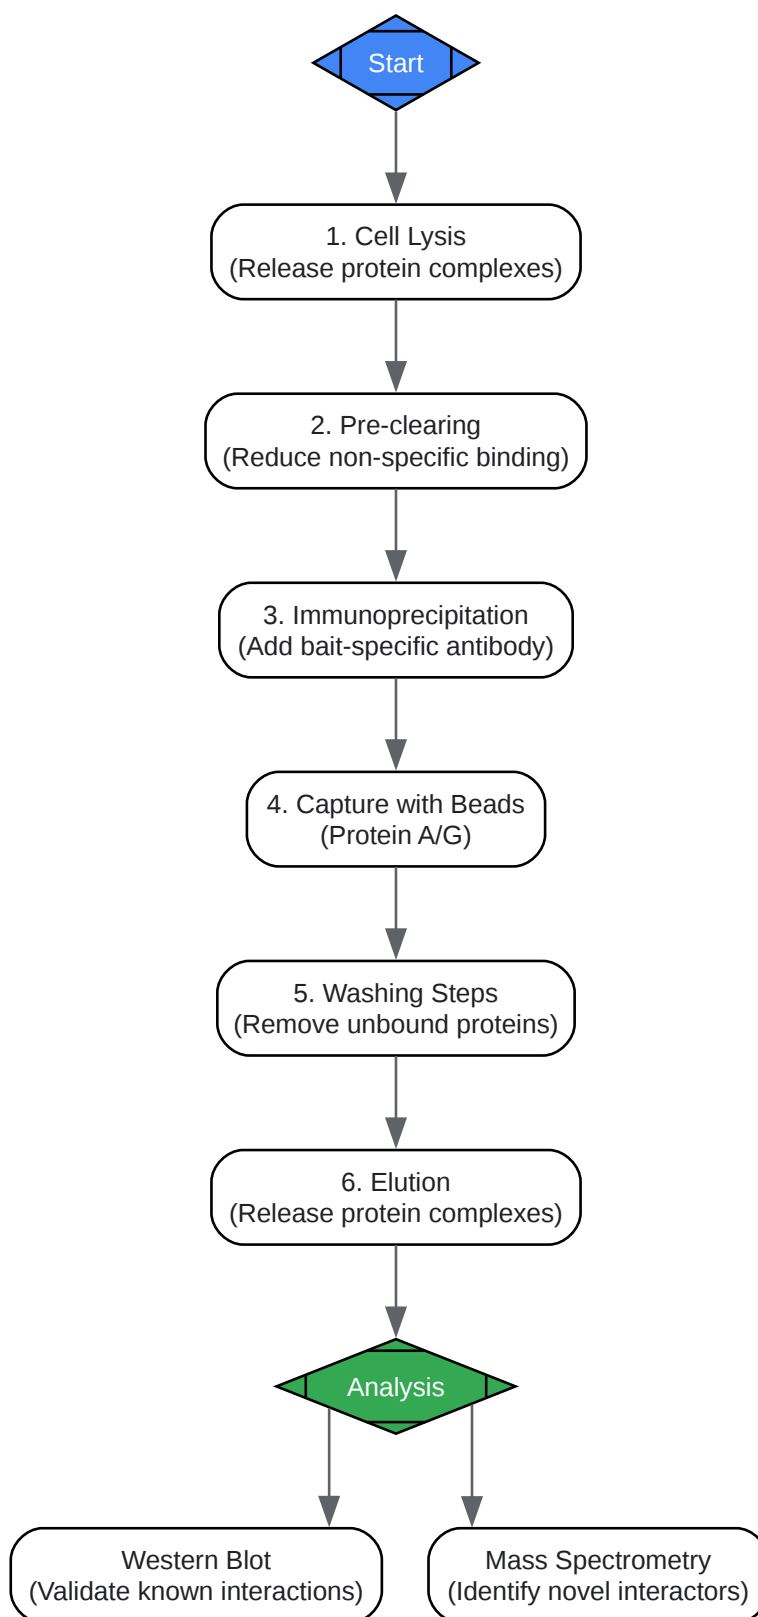 Start
1. Cell Lysis
(Release protein complexes)
2. Pre-clearing
(Reduce non-specific binding)
3. Immunoprecipitation
(Add bait-specific antibody)
4. Capture with Beads
(Protein A/G)
5. Washing Steps
(Remove unbound proteins)
6. Elution
(Release protein complexes)
Analysis
Western Blot
(Validate known interactions)
Mass Spectrometry
(Identify novel interactors)